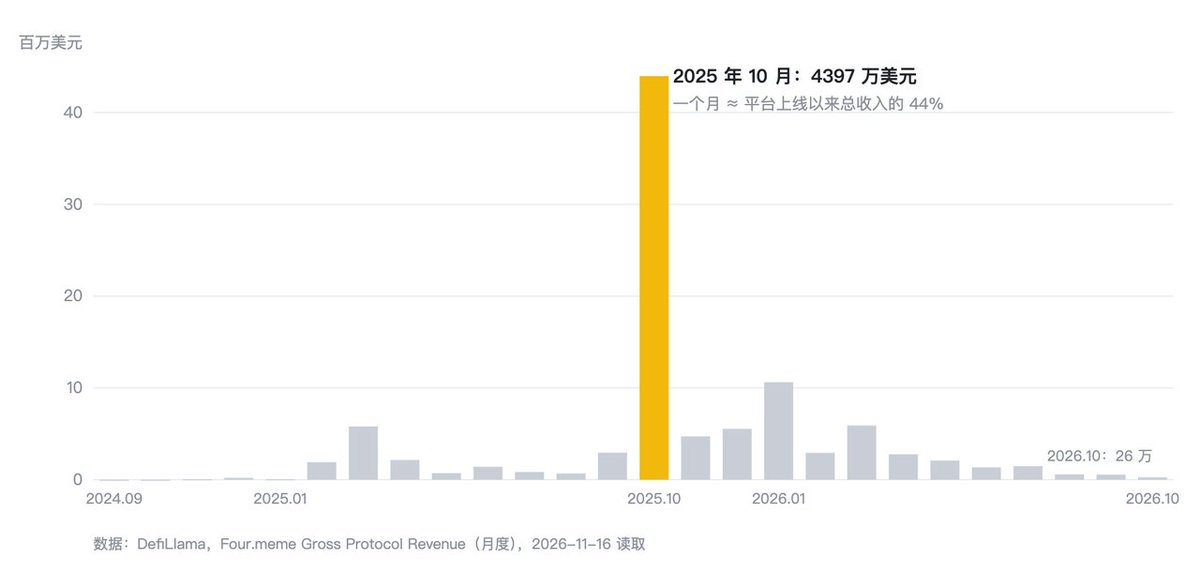 百万美元
2025 年 10 月：4397 万美元
一个月 ≈ 平台上线以来总收入的 44%
40
30
20
10
2026.10：26 万
0
2024.09
2025.01
2025.10
2026.01
2026.10
数据：DefiLlama，Four.meme Gross Protocol Revenue（月度），2026-11-16 读取